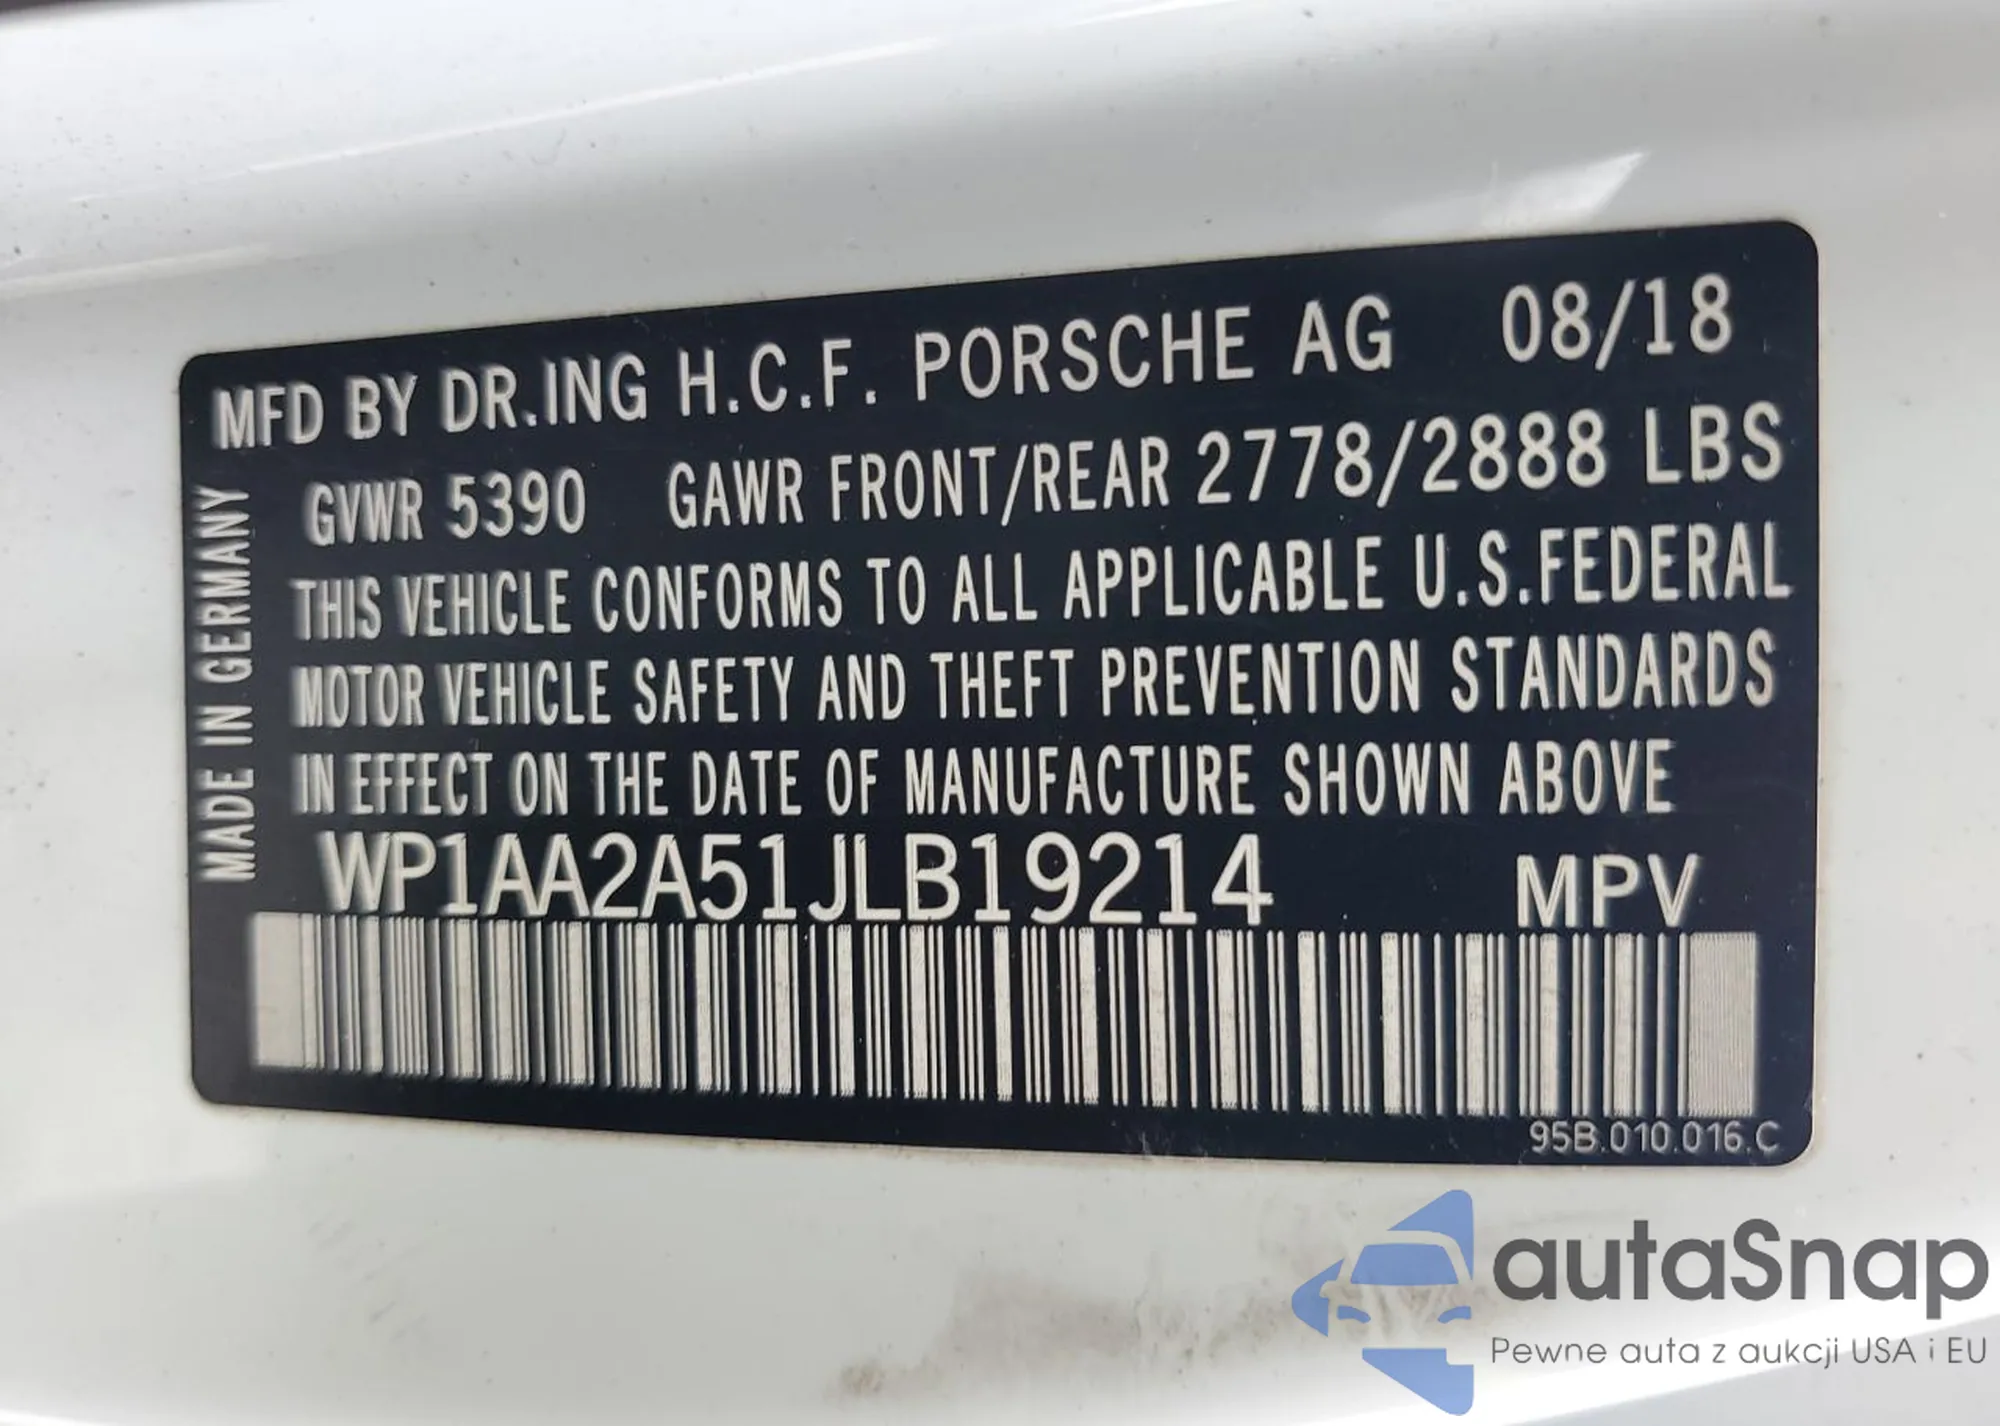 MFD BY DR.ING H.C.F. PORSCHE AG 08/18
GVWR 5390 GAWR FRONT/REAR 2778/2888 LBS
THIS VEHICLE CONFORMS TO ALL APPLICABLE U.S.FEDERAL
MOTOR VEHICLE SAFETY AND THEFT PREVENTION STANDARDS
IN EFFECT ON THE DATE OF MANUFACTURE SHOWN ABOVE
WP1AA2A51JLB19214 MPV
MADE IN GERMANY
95B.010.016.C
autaSnap
Pewne auta z aukcji USA i EU